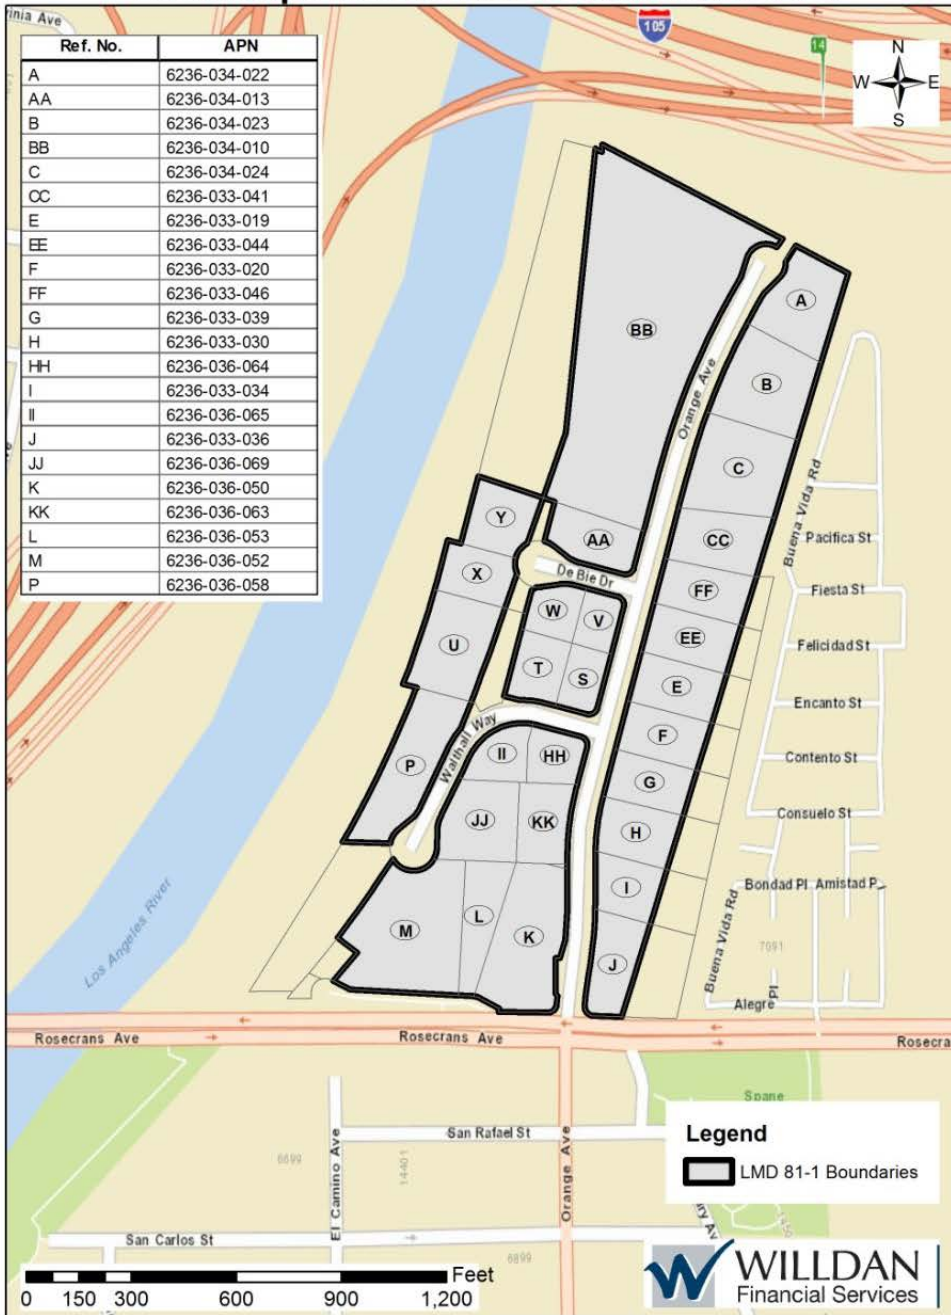 105
14
N
W E
S
Ref. No. APN
A 6236-034-022
AA 6236-034-013
B 6236-034-023
BB 6236-034-010
C 6236-034-024
CC 6236-033-041
E 6236-033-019
EE 6236-033-044
F 6236-033-020
FF 6236-033-046
G 6236-033-039
H 6236-033-030
HH 6236-036-064
I 6236-033-034
II 6236-036-065
J 6236-033-036
JJ 6236-036-069
K 6236-036-050
KK 6236-036-063
L 6236-036-053
M 6236-036-052
P 6236-036-058
A
BB
B
Orange Ave
C
Buena Vida Rd
Y
AA
CC
Pacifica St
X
De Bie Dr
FF
Fiesta St
W
V
U
EE
Felicidad St
T
S
E
Encanto St
Walthall Way
F
P
II
HH
Contento St
G
JJ
KK
Consuelo St
H
I
Bondad Pl Amistad P
Los Angeles River
M
L
K
J
Buena Vida Rd
7091
Alegre Pl
Rosecrans Ave
Rosecrans Ave
Rosecra
Spane
San Rafael St
6699
14401
El Camino Ave
Orange Ave
Legend
LMD 81-1 Boundaries
ry Av
San Carlos St
6899
WILLDAN
Financial Services
Feet
0 150 300 600 900 1,200